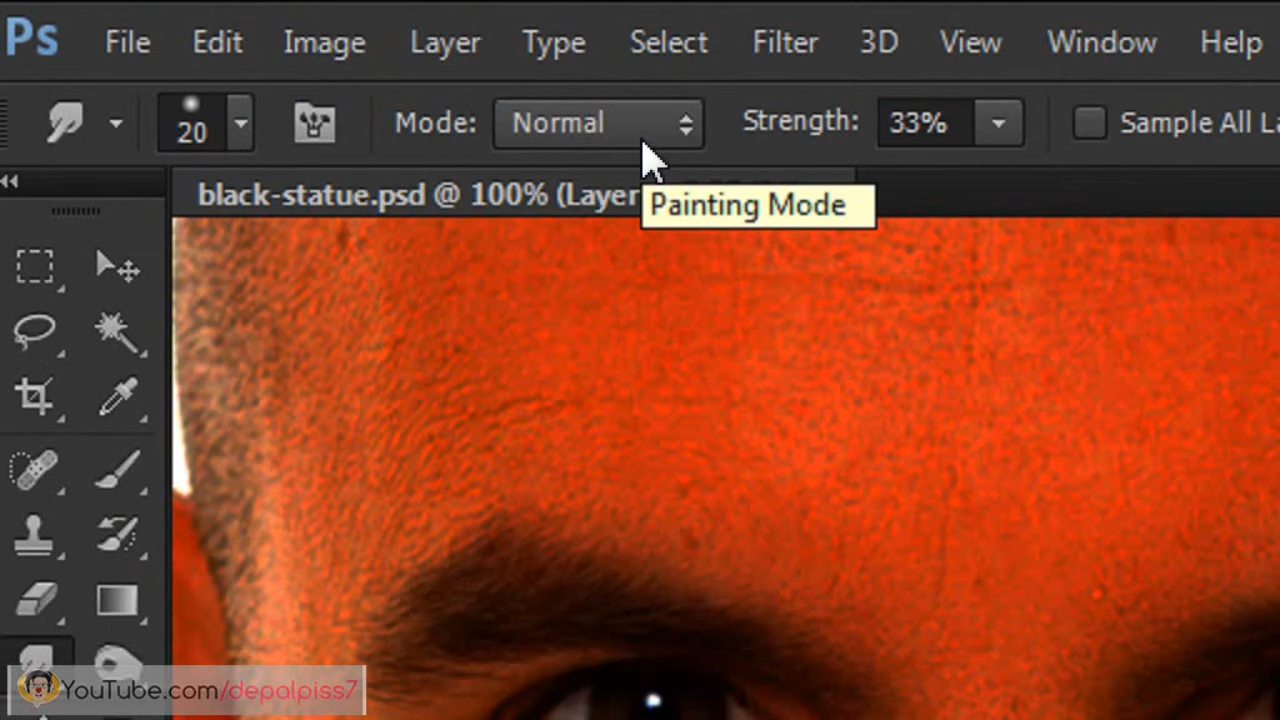 Ps File Edit Image Layer Type Select Filter 3D View Window Help
20 Mode: Normal Strength: 33% Sample All La
black-statue.psd @ 100% (Layer
Painting Mode
YouTube.com/depalpiss7